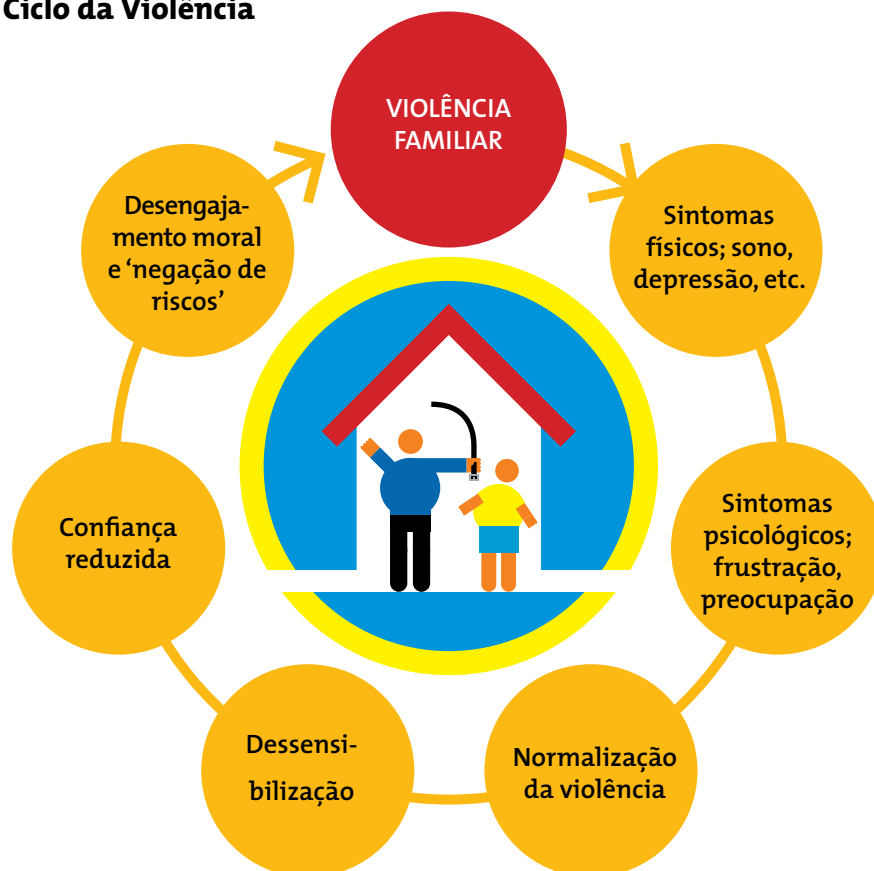 Ciclo da Violência
VIOLÊNCIA
FAMILIAR
Sintomas
físicos; sono,
depressão, etc.
Sintomas
psicológicos;
frustração,
preocupação
Normalização
da violência
Dessensi-
bilização
Confiança
reduzida
Desengaja-
mento moral
e ‘negação de
riscos’